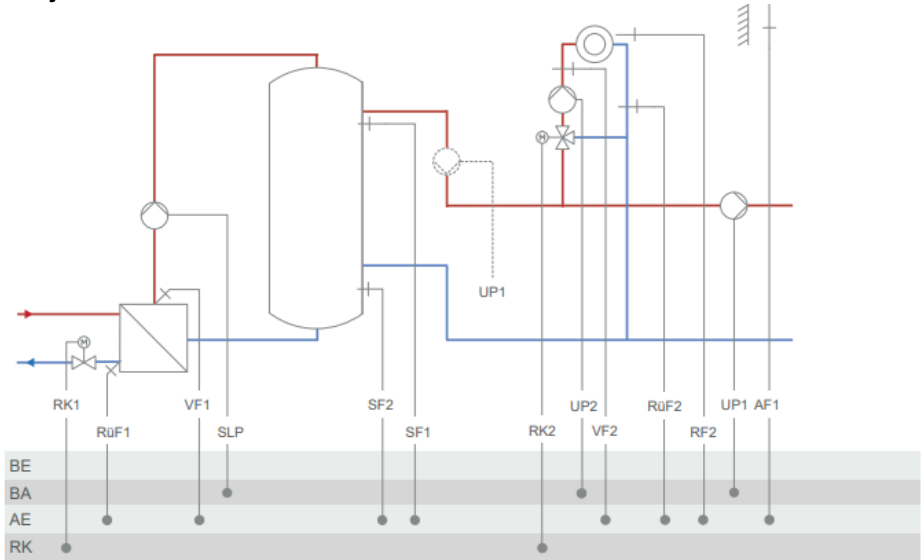 M
M
UP1
RK1 VF1 SF2 UP2 RüF2 UP1 AF1
RüF1 SLP SF1 RK2 VF2 RF2
BE
BA
AE
RK